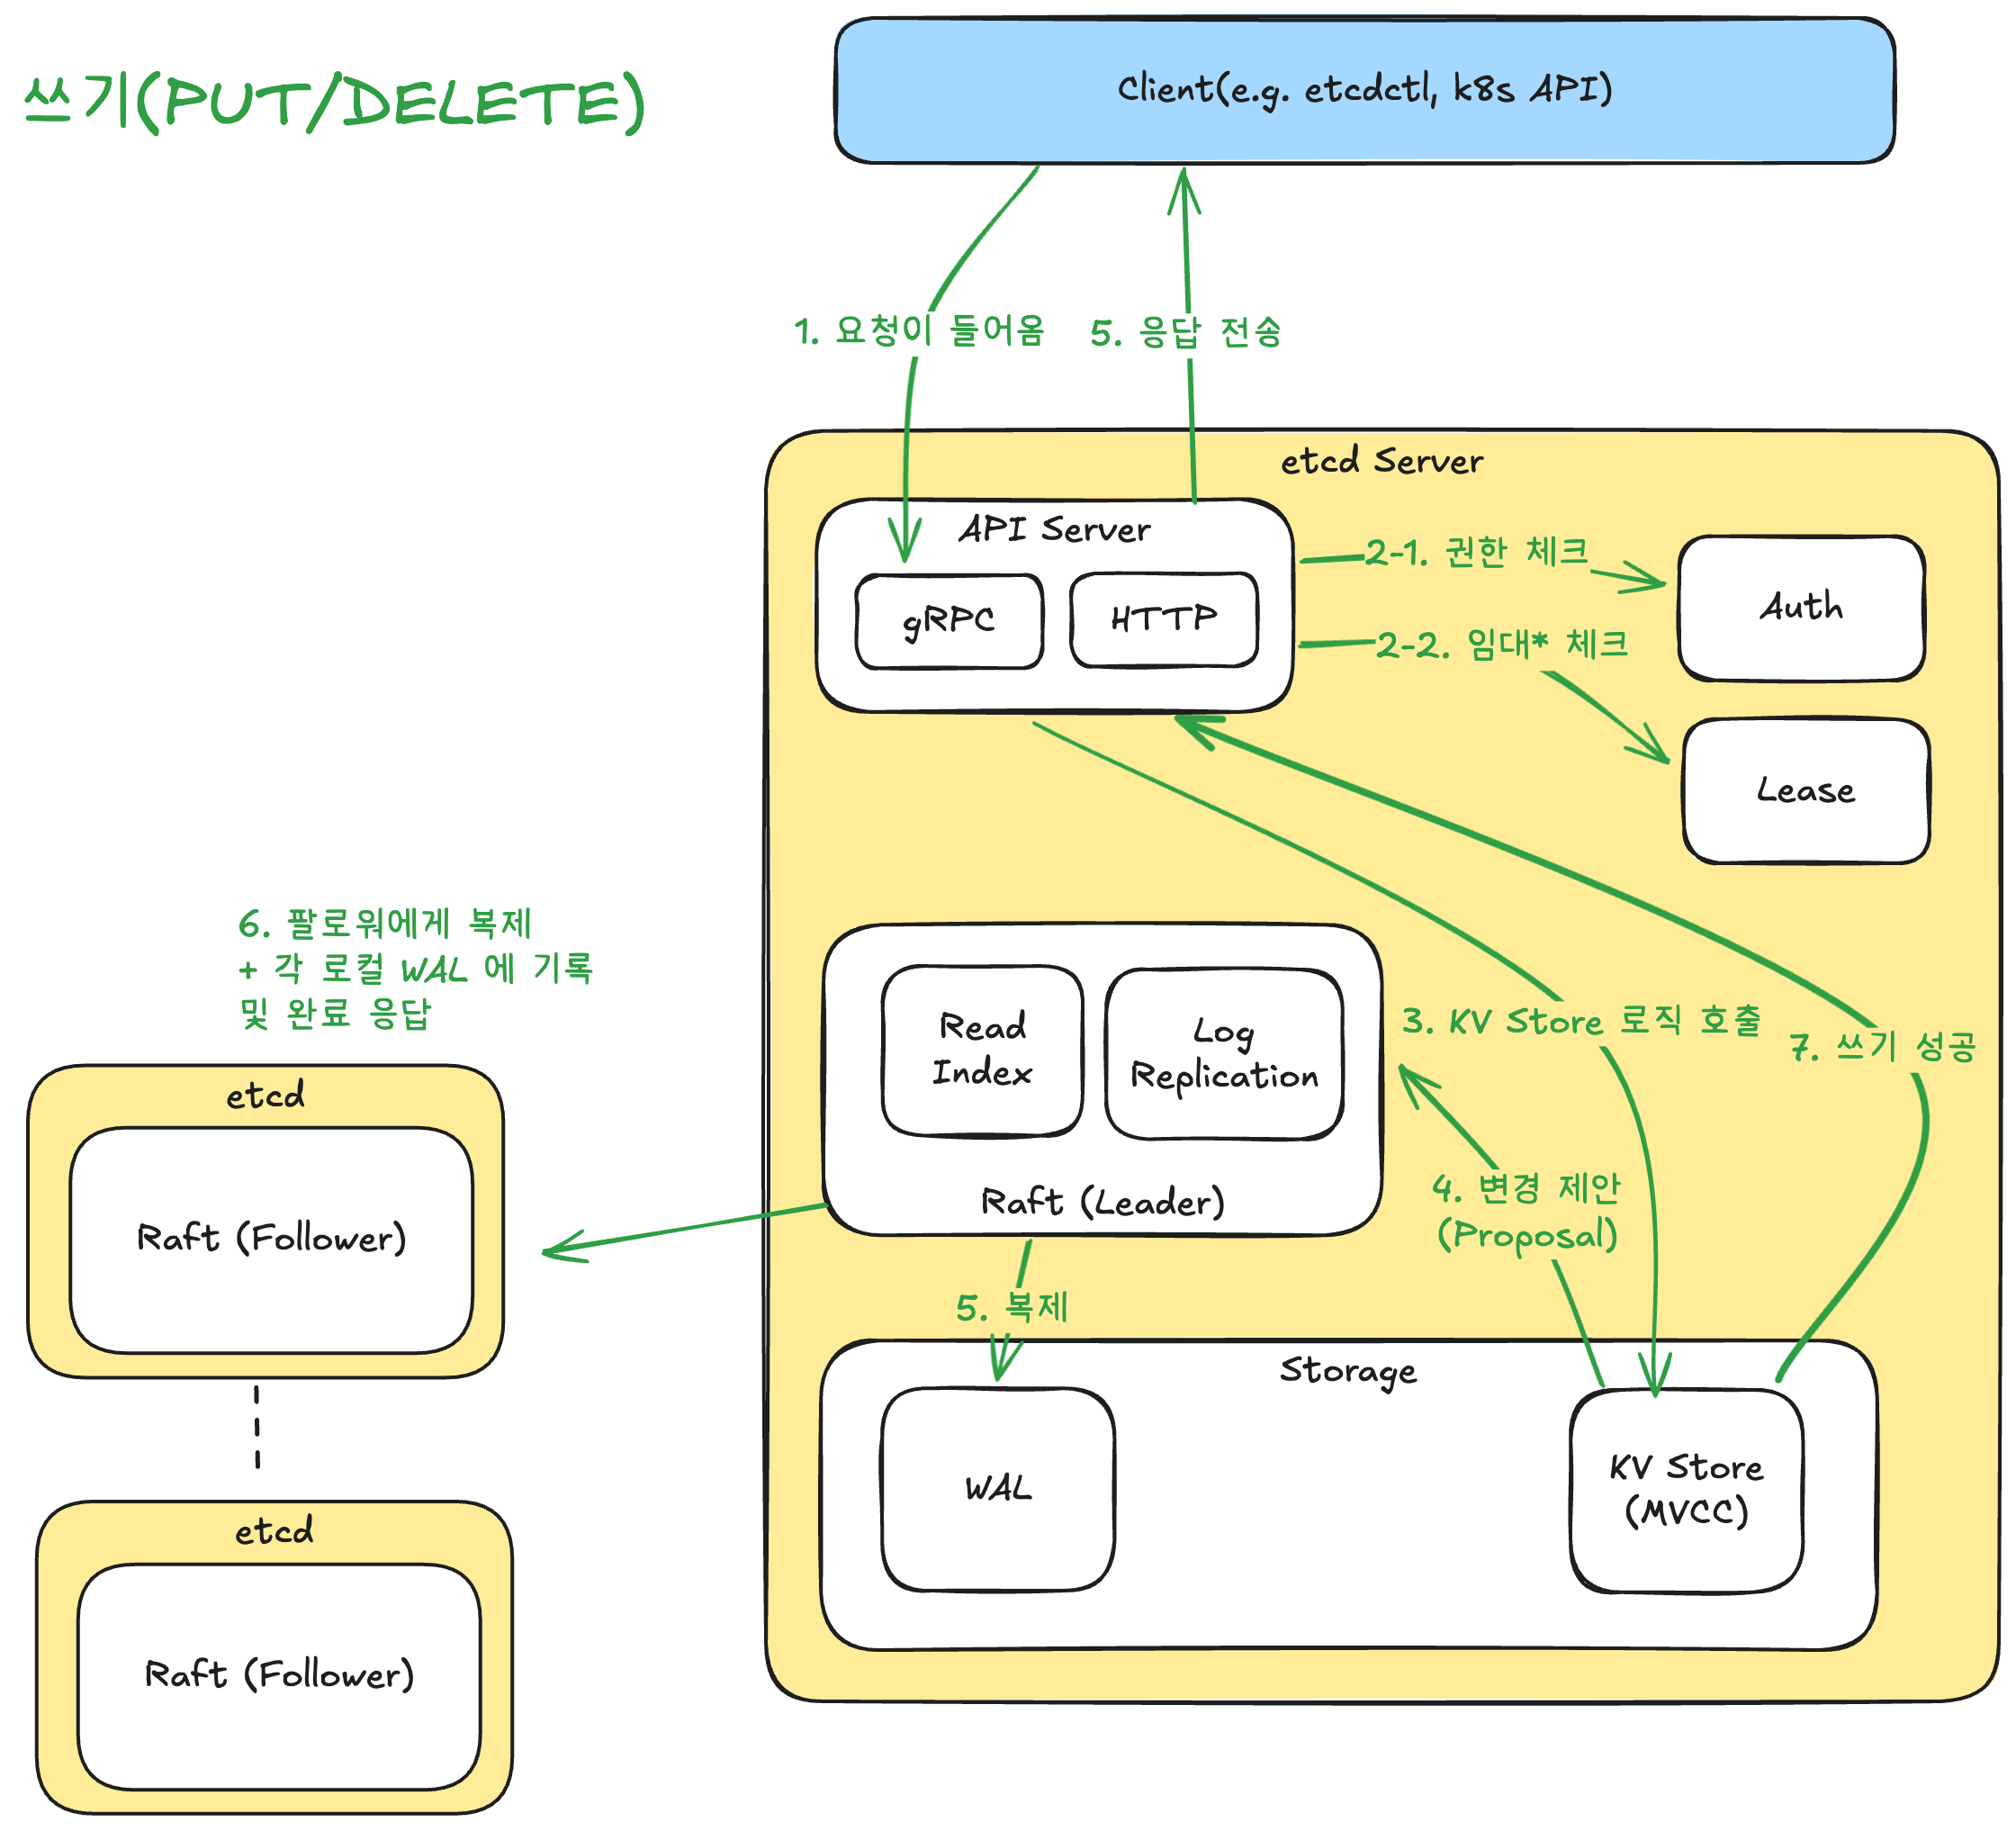 쓰기(PUT/DELETE)
Client(e.g. etcdctl, k8s API)
1. 요청이 들어옴
5. 응답 전송
etcd Server
API Server
gRPC
HTTP
2-1. 권한 체크
2-2. 임대* 체크
Auth
Lease
6. 팔로워에게 복제
+ 각 로컬 WAL 에 기록
및 완료 응답
Read
Index
Log
Replication
Raft (Leader)
3. KV Store 로직 호출
7. 쓰기 성공
4. 변경 제안
(Proposal)
etcd
Raft (Follower)
5. 복제
Storage
WAL
KV Store
(MVCC)
etcd
Raft (Follower)